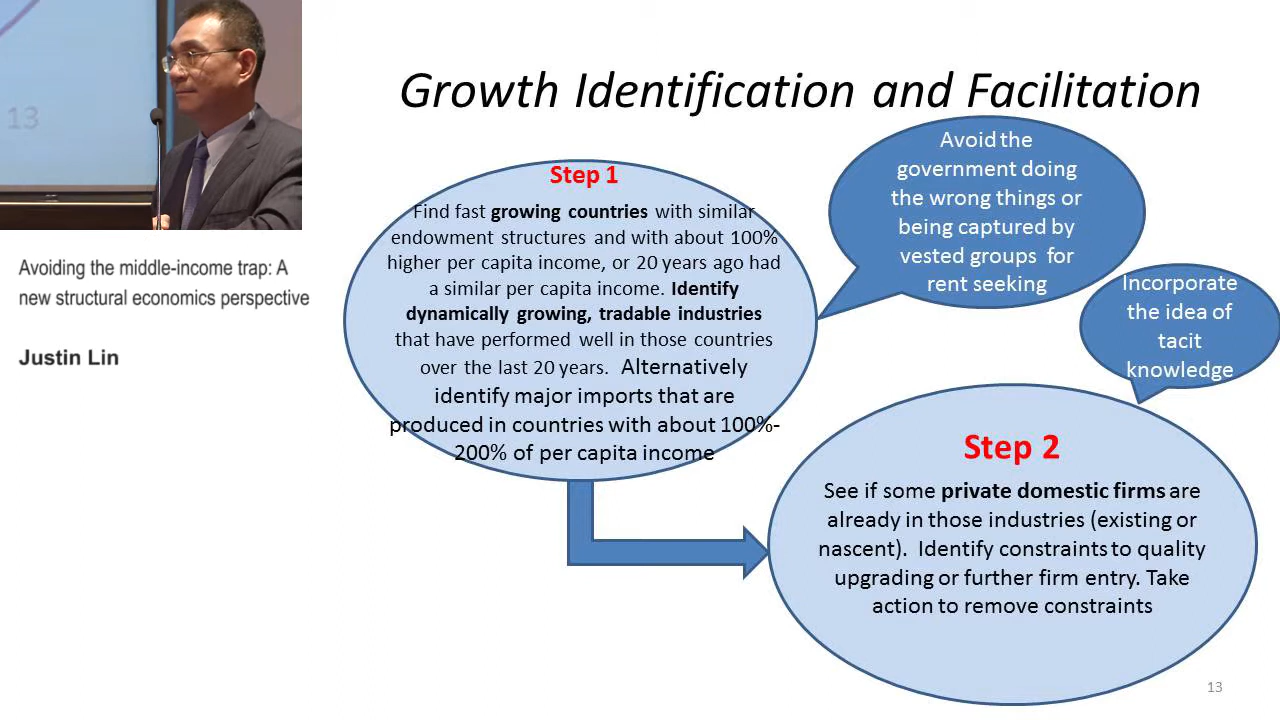 13
Growth Identification and Facilitation
Step 1
Find fast growing countries with similar
endowment structures and with about 100%
higher per capita income, or 20 years ago had
a similar per capita income. Identify
dynamically growing, tradable industries
that have performed well in those countries
over the last 20 years. Alternatively
identify major imports that are
produced in countries with about 100%-
200% of per capita income
Avoid the
government doing
the wrong things or
being captured by
vested groups for
rent seeking
Incorporate
the idea of
tacit
knowledge
Step 2
See if some private domestic firms are
already in those industries (existing or
nascent). Identify constraints to quality
upgrading or further firm entry. Take
action to remove constraints
Avoiding the middle-income trap: A
new structural economics perspective
Justin Lin
13